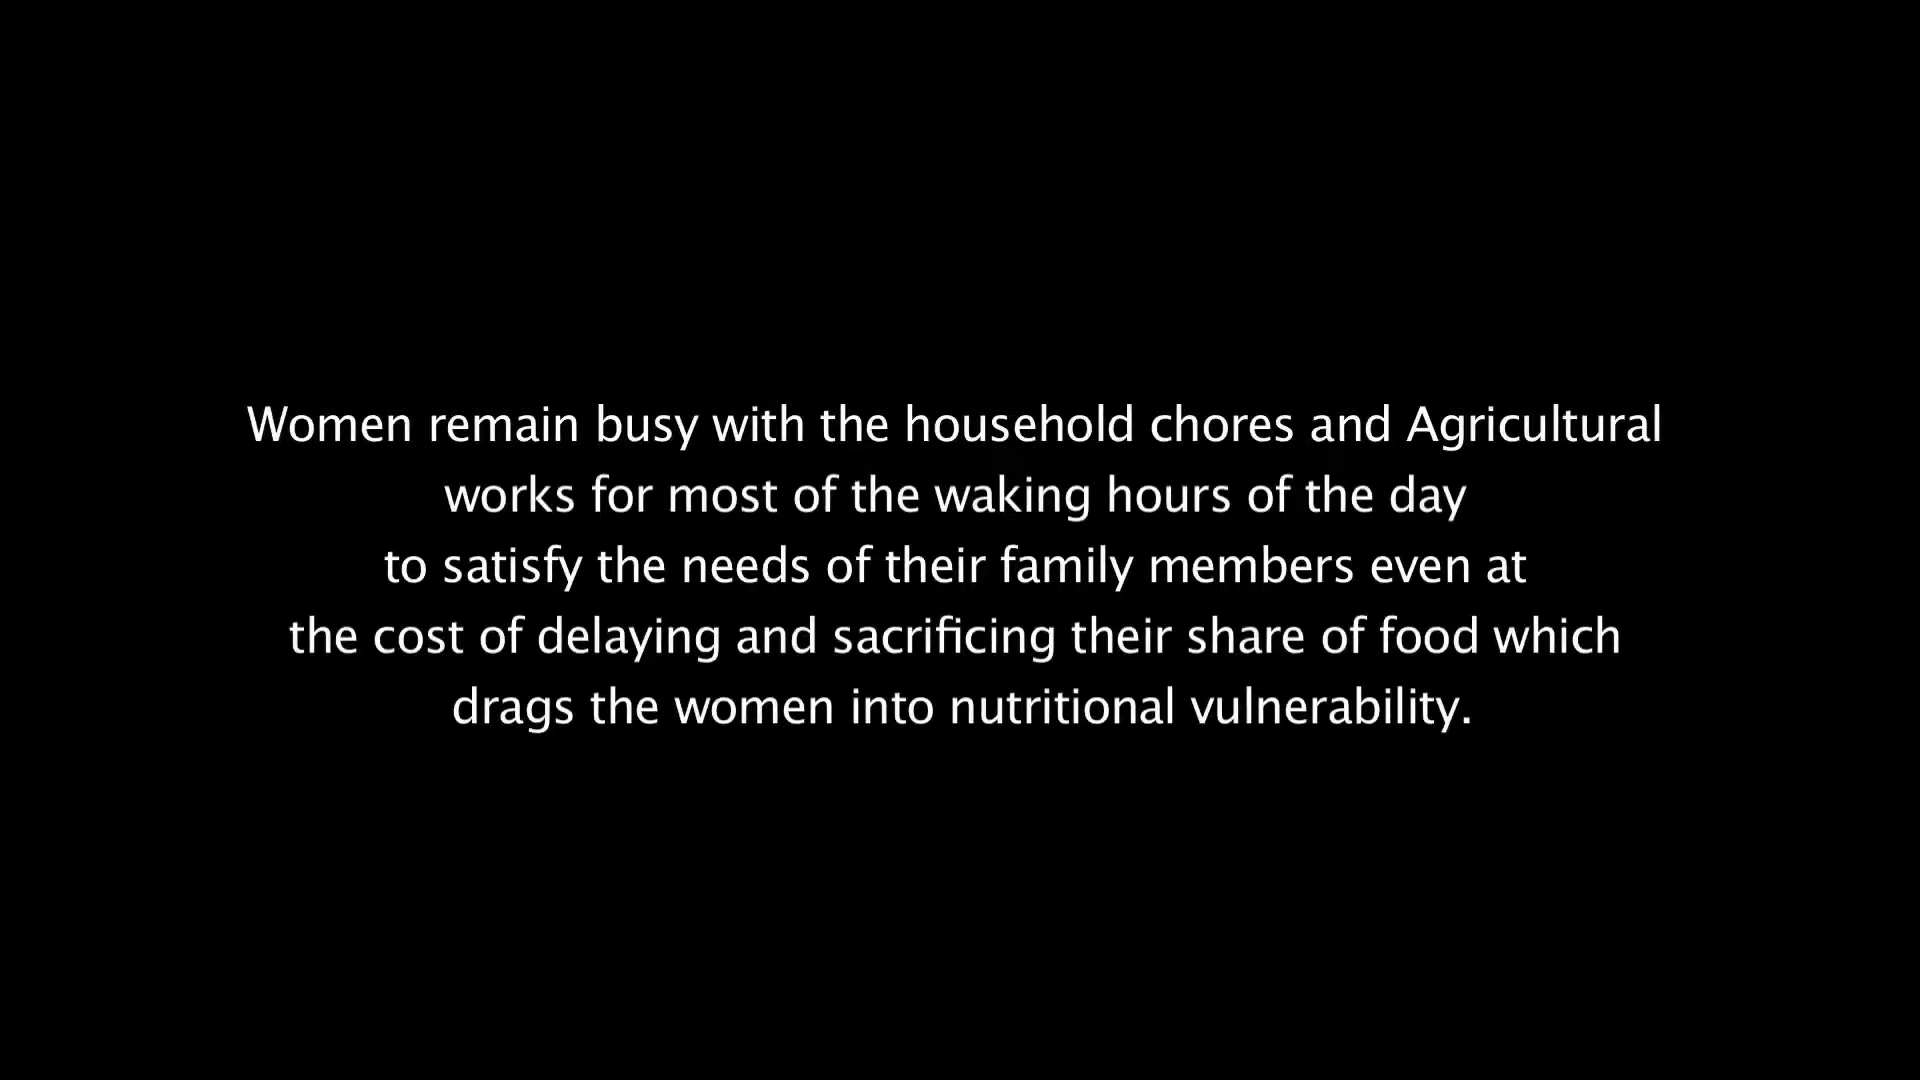 Women remain busy with the household chores and Agricultural
works for most of the waking hours of the day
to satisfy the needs of their family members even at
the cost of delaying and sacrificing their share of food which
drags the women into nutritional vulnerability.